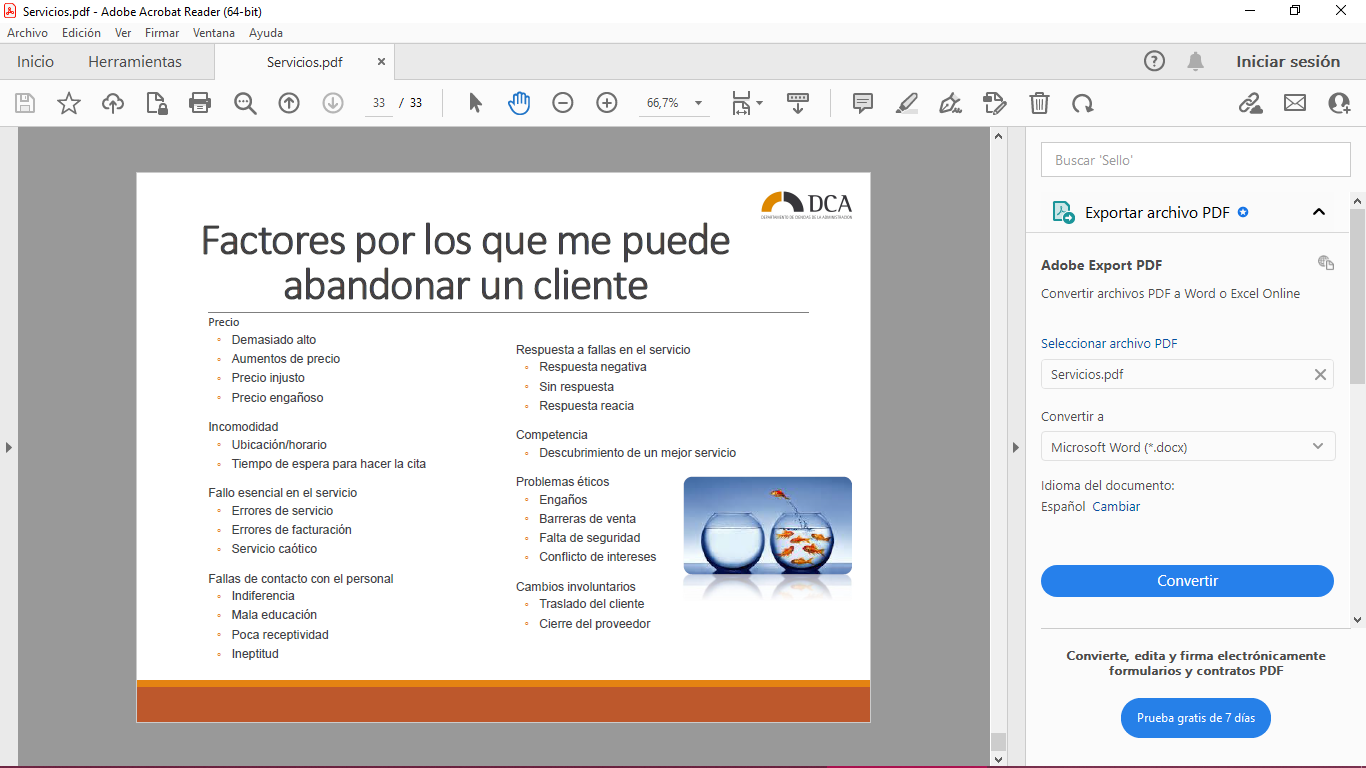 Servicios.pdf - Adobe Acrobat Reader (64-bit)
Archivo Edición Ver Firmar Ventana Ayuda
Inicio Herramientas Servicios.pdf Iniciar sesión
33 / 33 66,7%
DCA
DEPARTAMENTO DE CIENCIAS DE LA ADMINISTRACION
Factores por los que me puede
abandonar un cliente
Precio
Demasiado alto
Aumentos de precio
Precio injusto
Precio engañoso
Incomodidad
Ubicación/horario
Tiempo de espera para hacer la cita
Fallo esencial en el servicio
Errores de servicio
Errores de facturación
Servicio caótico
Fallas de contacto con el personal
Indiferencia
Mala educación
Poca receptividad
Ineptitud
Respuesta a fallas en el servicio
Respuesta negativa
Sin respuesta
Respuesta reacia
Competencia
Descubrimiento de un mejor servicio
Problemas éticos
Engaños
Barreras de venta
Falta de seguridad
Conflicto de intereses
Cambios involuntarios
Traslado del cliente
Cierre del proveedor
Buscar 'Sello'
Exportar archivo PDF
Adobe Export PDF
Convertir archivos PDF a Word o Excel Online
Seleccionar archivo PDF
Servicios.pdf
Convertir a
Microsoft Word (*.docx)
Idioma del documento:
Español Cambiar
Convertir
Convierte, edita y firma electrónicamente
formularios y contratos PDF
Prueba gratis de 7 días